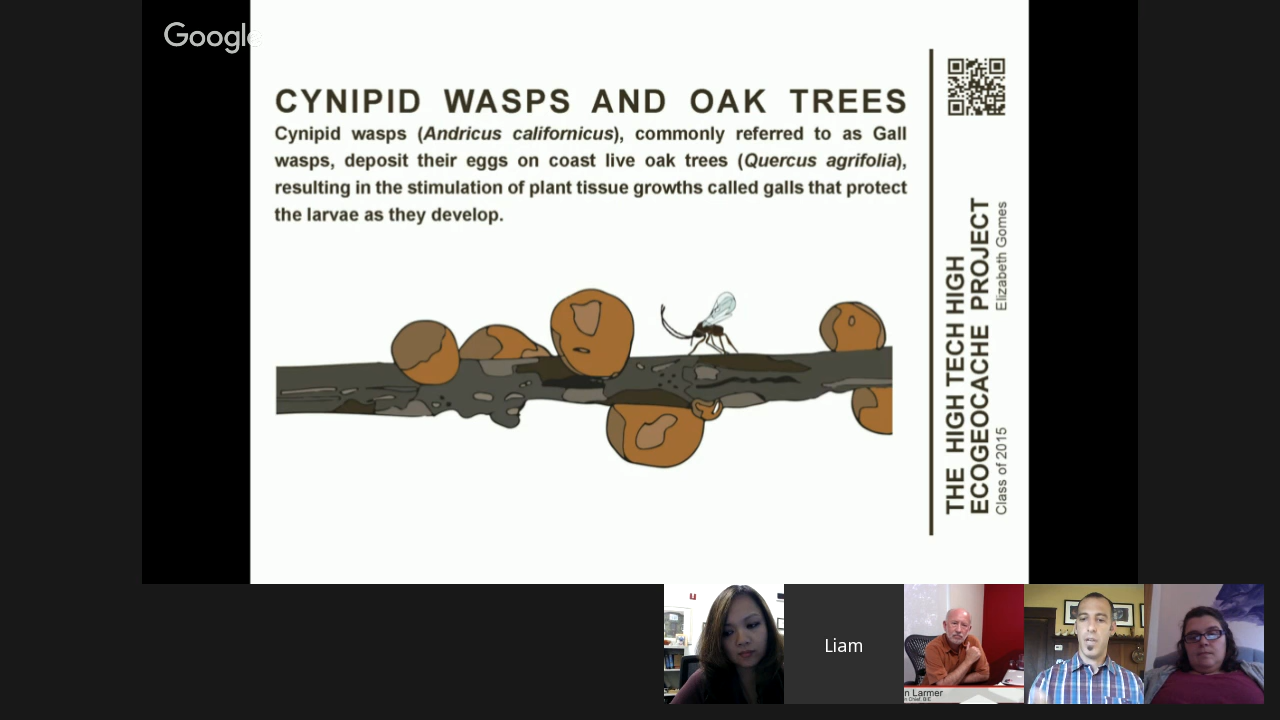 Google
CYNIPID WASPS AND OAK TREES
Cynipid wasps (Andricus californicus), commonly referred to as Gall
wasps, deposit their eggs on coast live oak trees (Quercus agrifolia),
resulting in the stimulation of plant tissue growths called galls that protect
the larvae as they develop.
THE HIGH TECH HIGH
ECOGEOCACHE PROJECT
Class of 2015 Elizabeth Gomes
Liam
n Larmer
n Chief, BIE